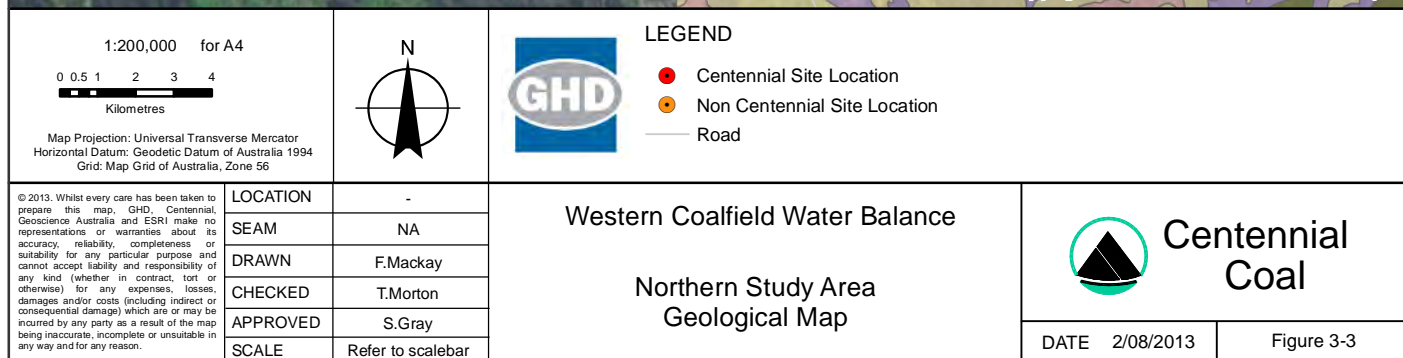 1:200,000 for A4
0 0.5 1 2 3 4
Kilometres
Map Projection: Universal Transverse Mercator
Horizontal Datum: Geodetic Datum of Australia 1994
Grid: Map Grid of Australia, Zone 56
N
GHD
LEGEND
Centennial Site Location
Non Centennial Site Location
Road
© 2013. Whilst every care has been taken to
prepare this map, GHD, Centennial,
Geoscience Australia and ESRI make no
representations or warranties about its
accuracy, reliability, completeness or
suitability for any particular purpose and
cannot accept liability and responsibility of
any kind (whether in contract, tort or
otherwise) for any expenses, losses,
damages and/or costs (including indirect or
consequential damage) which are or may be
incurred by any party as a result of the map
being inaccurate, incomplete or unsuitable in
any way and for any reason.
LOCATION -
SEAM NA
DRAWN F.Mackay
CHECKED T.Morton
APPROVED S.Gray
SCALE Refer to scalebar
Western Coalfield Water Balance
Northern Study Area
Geological Map
Centennial
Coal
DATE 2/08/2013
Figure 3-3